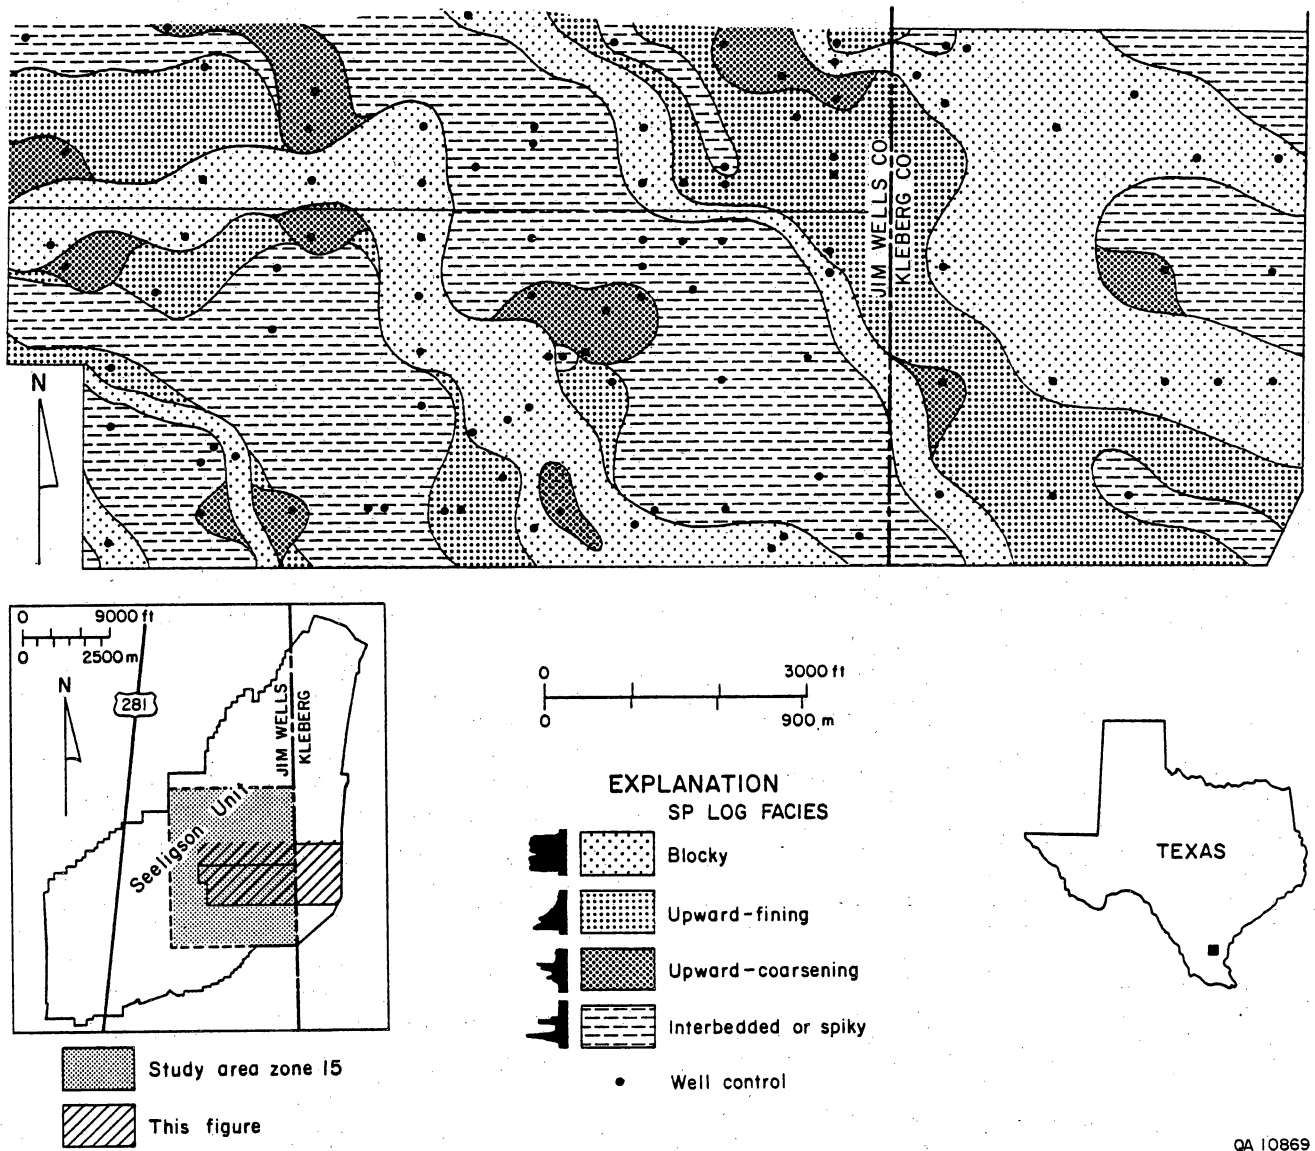 JIM WELLS CO
KLEBERG CO
N
0 9000 ft
0 2500 m
N
281
JIM WELLS
KLEBERG
Seeligson Unit
Study area zone 15
This figure
0 3000 ft
0 900 m
EXPLANATION
SP LOG FACIES
Blocky
Upward-fining
Upward-coarsening
Interbedded or spiky
Well control
TEXAS
QA 10869